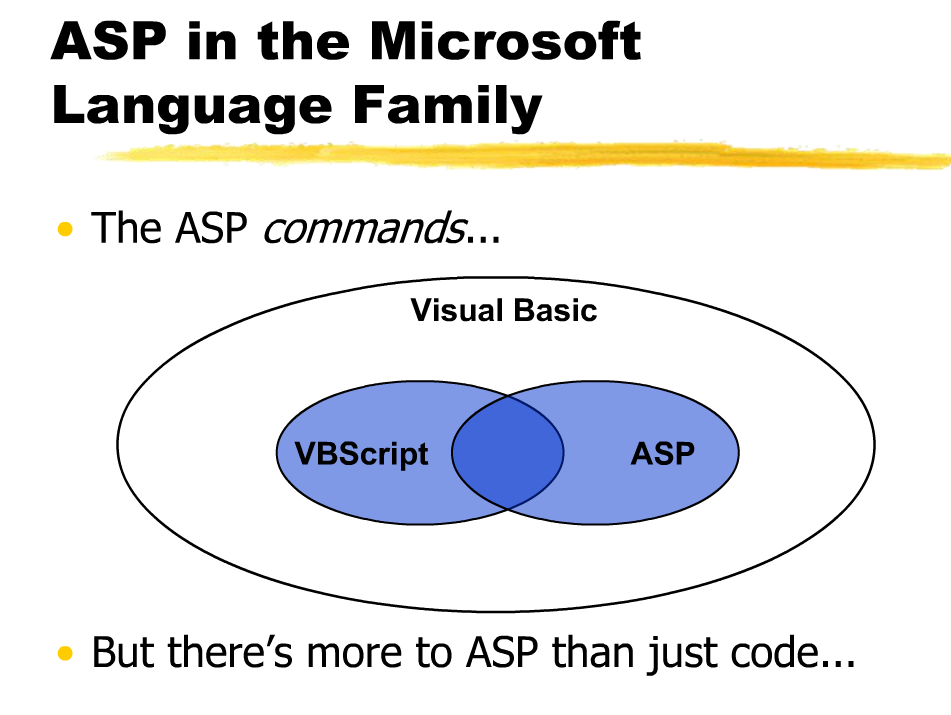 ASP in the Microsoft
Language Family
• The ASP commands...
Visual Basic
VBScript
ASP
• But there’s more to ASP than just code...